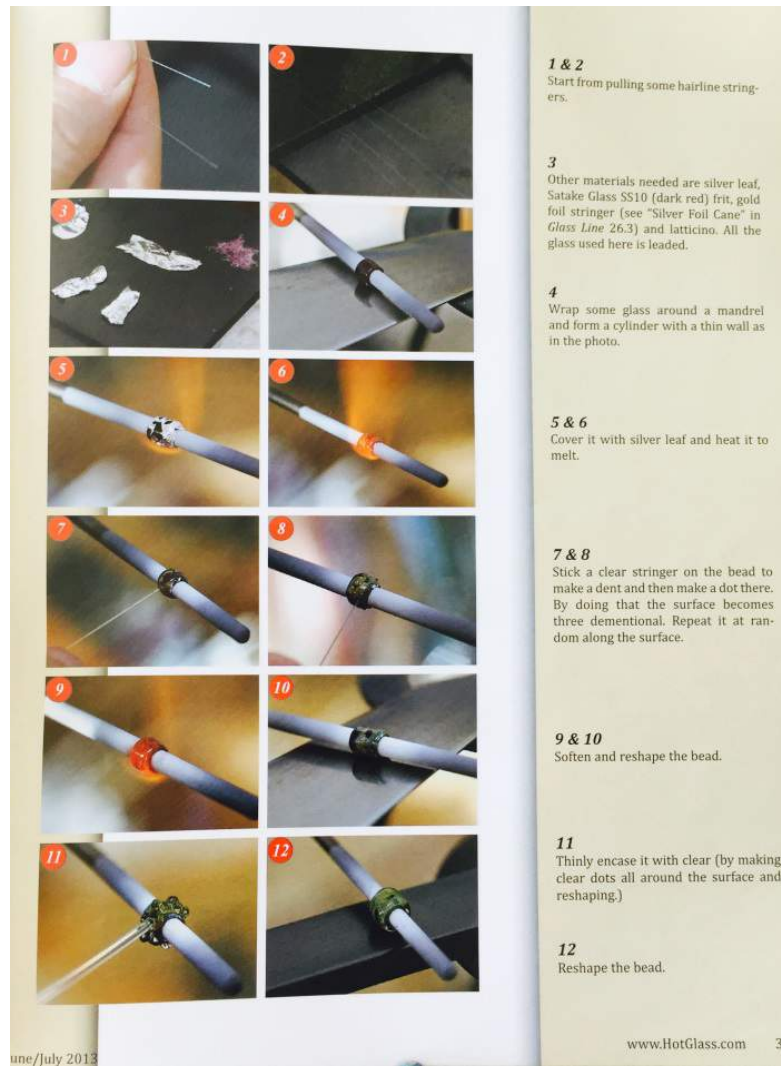 1
2
3
4
5
6
7
8
9
10
11
12
1 & 2
Start from pulling some hairline string-
ers.
3
Other materials needed are silver leaf,
Satake Glass SS10 (dark red) frit, gold
foil stringer (see "Silver Foil Cane" in
Glass Line 26.3) and latticino. All the
glass used here is leaded.
4
Wrap some glass around a mandrel
and form a cylinder with a thin wall as
in the photo.
5 & 6
Cover it with silver leaf and heat it to
melt.
7 & 8
Stick a clear stringer on the bead to
make a dent and then make a dot there.
By doing that the surface becomes
three dementional. Repeat it at ran-
dom along the surface.
9 & 10
Soften and reshape the bead.
11
Thinly encase it with clear (by making
clear dots all around the surface and
reshaping.)
12
Reshape the bead.
une/July 2013
www.HotGlass.com 3